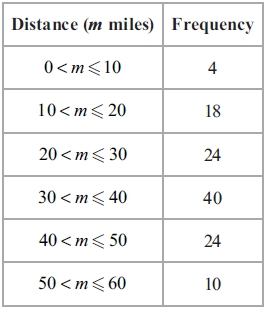 Distance (m miles) Frequency
0 < m ⩽ 10 4
10 < m ⩽ 20 18
20 < m ⩽ 30 24
30 < m ⩽ 40 40
40 < m ⩽ 50 24
50 < m ⩽ 60 10